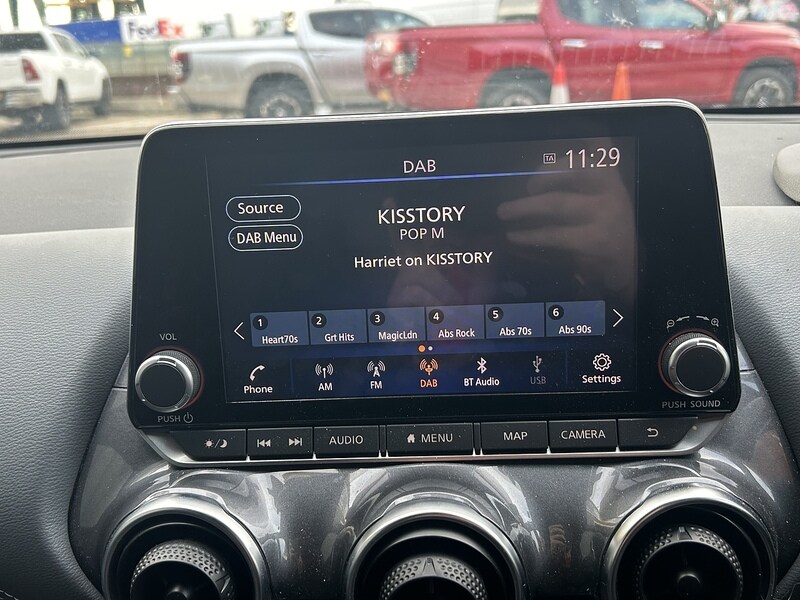 FedEx
DAB
TA 11:29
Source
DAB Menu
KISSTORY
POP M
Harriet on KISSTORY
1 Heart70s
2 Grt Hits
3 MagicLdn
4 Abs Rock
5 Abs 70s
6 Abs 90s
Phone
AM
FM
DAB
BT Audio
USB
Settings
VOL
PUSH
PUSH SOUND
AUDIO
MENU
MAP
CAMERA